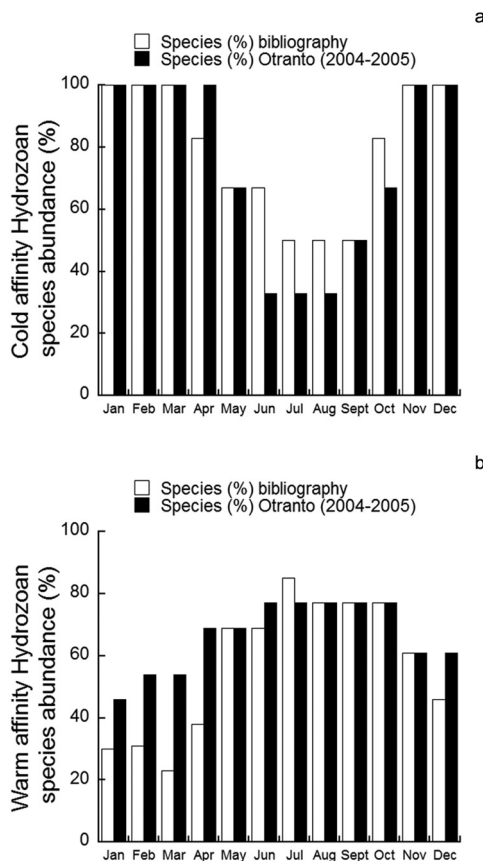 a
Species (%) bibliography
Species (%) Otranto (2004-2005)
Cold affinity Hydrozoan
species abundance (%)
100
80
60
40
20
0
Jan Feb Mar Apr May Jun Jul Aug Sept Oct Nov Dec
b
Species (%) bibliography
Species (%) Otranto (2004-2005)
Warm affinity Hydrozoan
species abundance (%)
100
80
60
40
20
0
Jan Feb Mar Apr May Jun Jul Aug Sept Oct Nov Dec